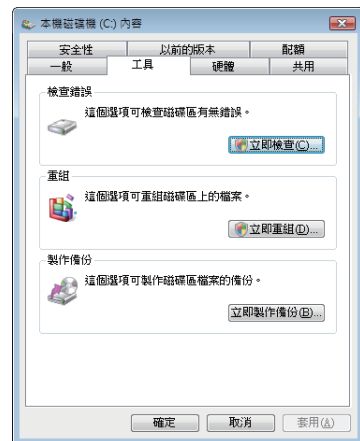 本機磁碟機 (C:) 內容
安全性 以前的版本 配額
一般 工具 硬體 共用
檢查錯誤
這個選項可檢查磁碟區有無錯誤。
立即檢查(C)...
重組
這個選項可重組磁碟區上的檔案。
立即重組(D)...
製作備份
這個選項可製作磁碟區檔案的備份。
立即製作備份(B)...
確定 取消 套用(A)